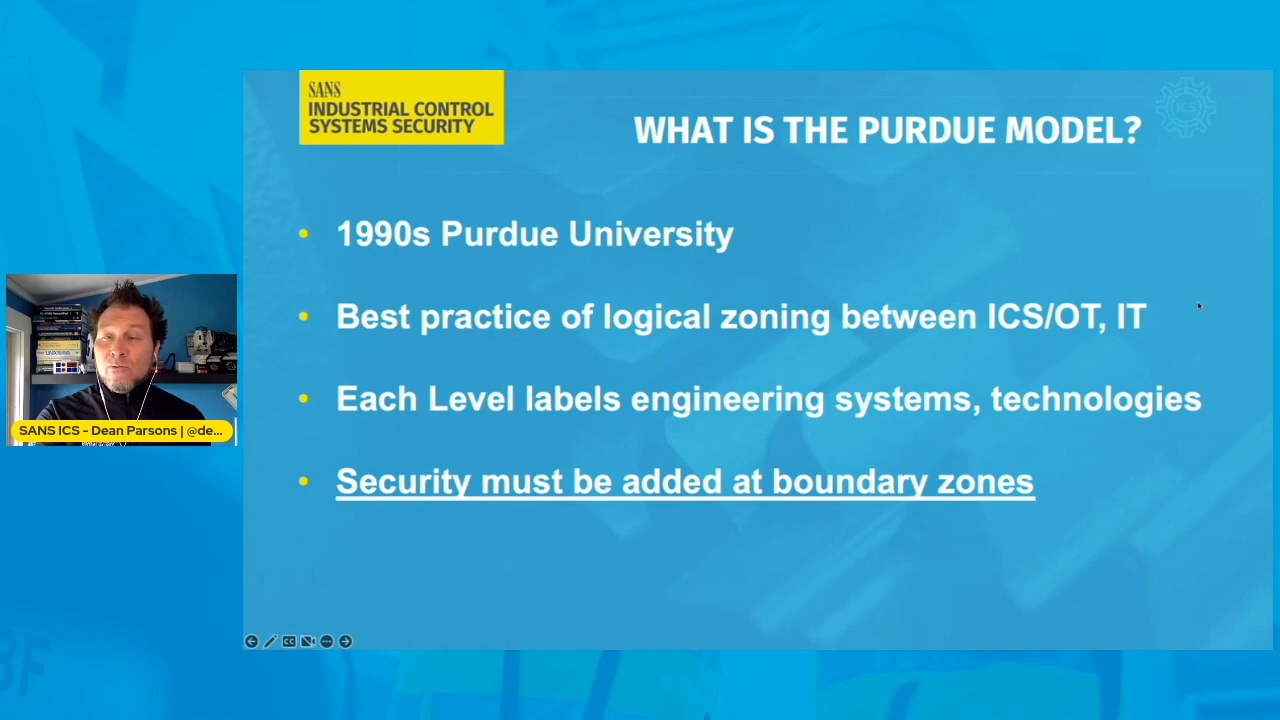 SANS
INDUSTRIAL CONTROL
SYSTEMS SECURITY
ICS
WHAT IS THE PURDUE MODEL?
• 1990s Purdue University
• Best practice of logical zoning between ICS/OT, IT
• Each Level labels engineering systems, technologies
• Security must be added at boundary zones
SANS ICS - Dean Parsons | @de...
CC